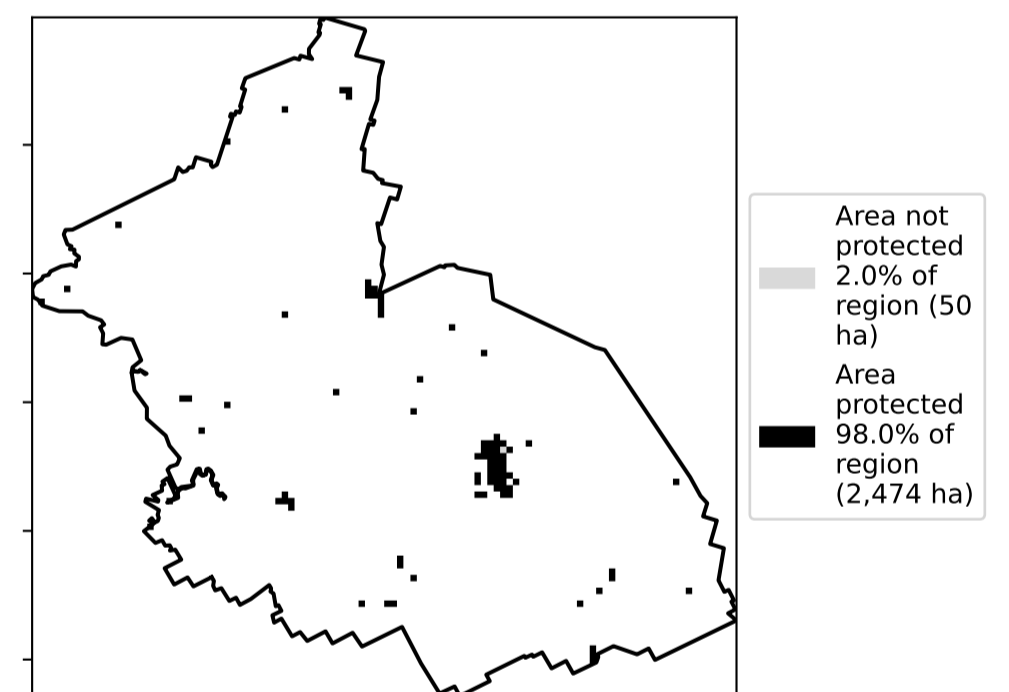 Area not
protected
2.0% of
region (50
ha)
Area
protected
98.0% of
region
(2,474 ha)